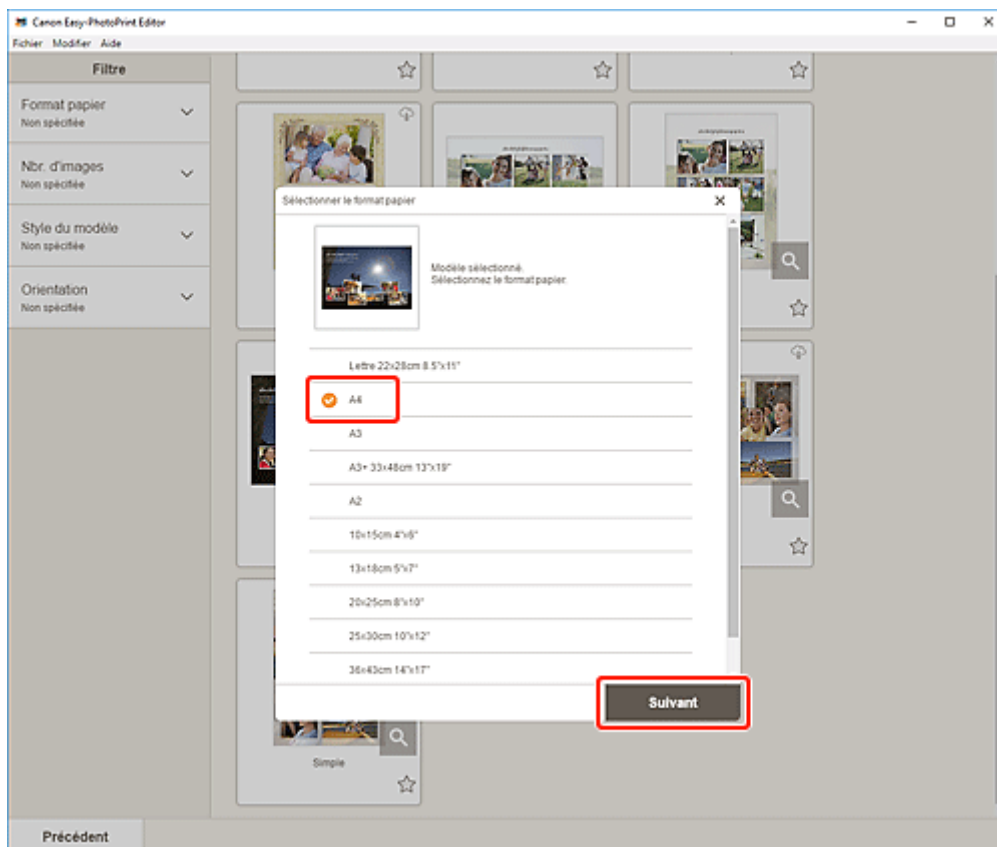 Canon Easy-PhotoPrint Editor
Fichier Modifier Aide
Filtre
Format papier
Non spécifiée
Nbr. d'images
Non spécifiée
Style du modèle
Non spécifiée
Orientation
Non spécifiée
Sélectionner le format papier
Modèle sélectionné.
Sélectionnez le format papier.
Lettre 22x28cm 8.5"x11"
A4
A3
A3+ 33x48cm 13"x19"
A2
10x15cm 4"x6"
13x18cm 5"x7"
20x25cm 8"x10"
25x30cm 10"x12"
36x43cm 14"x17"
Suivant
Simple
Précédent